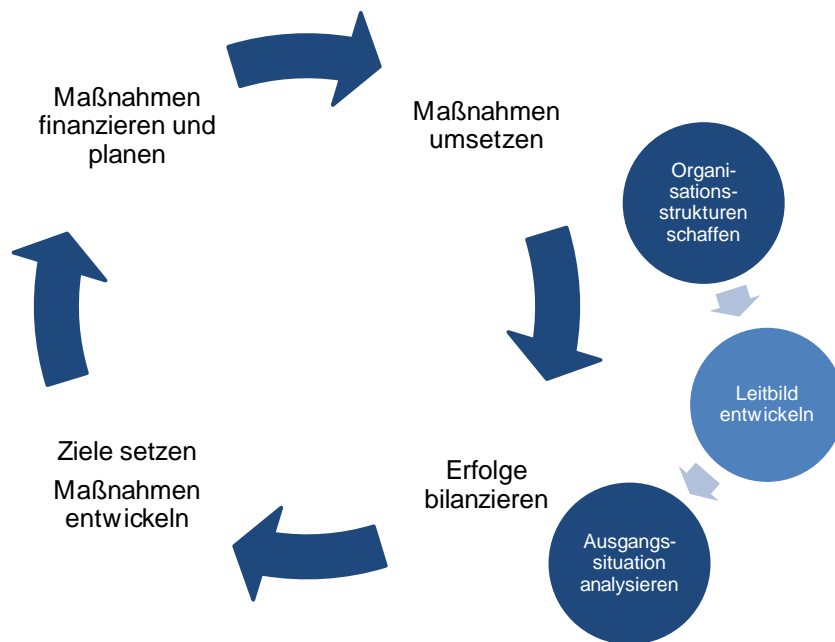 Maßnahmen
finanzieren und
planen
Maßnahmen
umsetzen
Organi-
sations-
strukturen
schaffen
Leitbild
entwickeln
Ausgangs-
situation
analysieren
Erfolge
bilanzieren
Ziele setzen
Maßnahmen
entwickeln